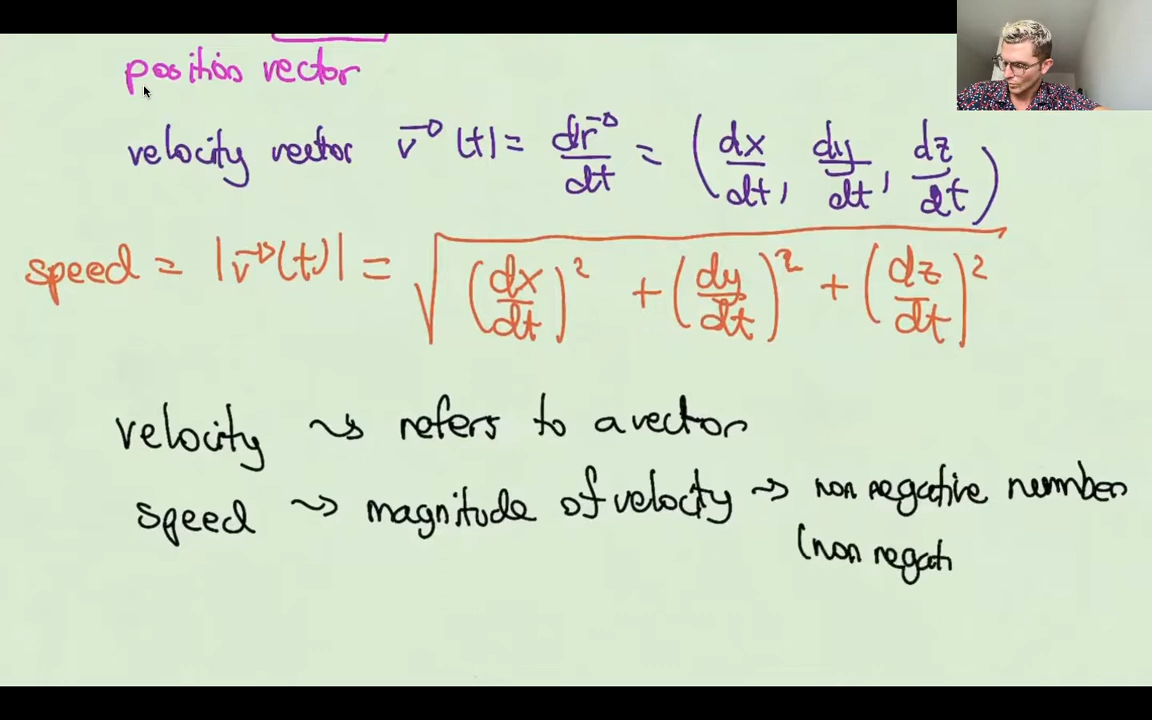 position vector
velocity vector v⃗(t) = dr⃗/dt = (dx/dt, dy/dt, dz/dt)
speed = |v⃗(t)| = √((dx/dt)² + (dy/dt)² + (dz/dt)²)
velocity ⇝ refers to a vector
speed ⇝ magnitude of velocity ⇝ non negative number
(non negati